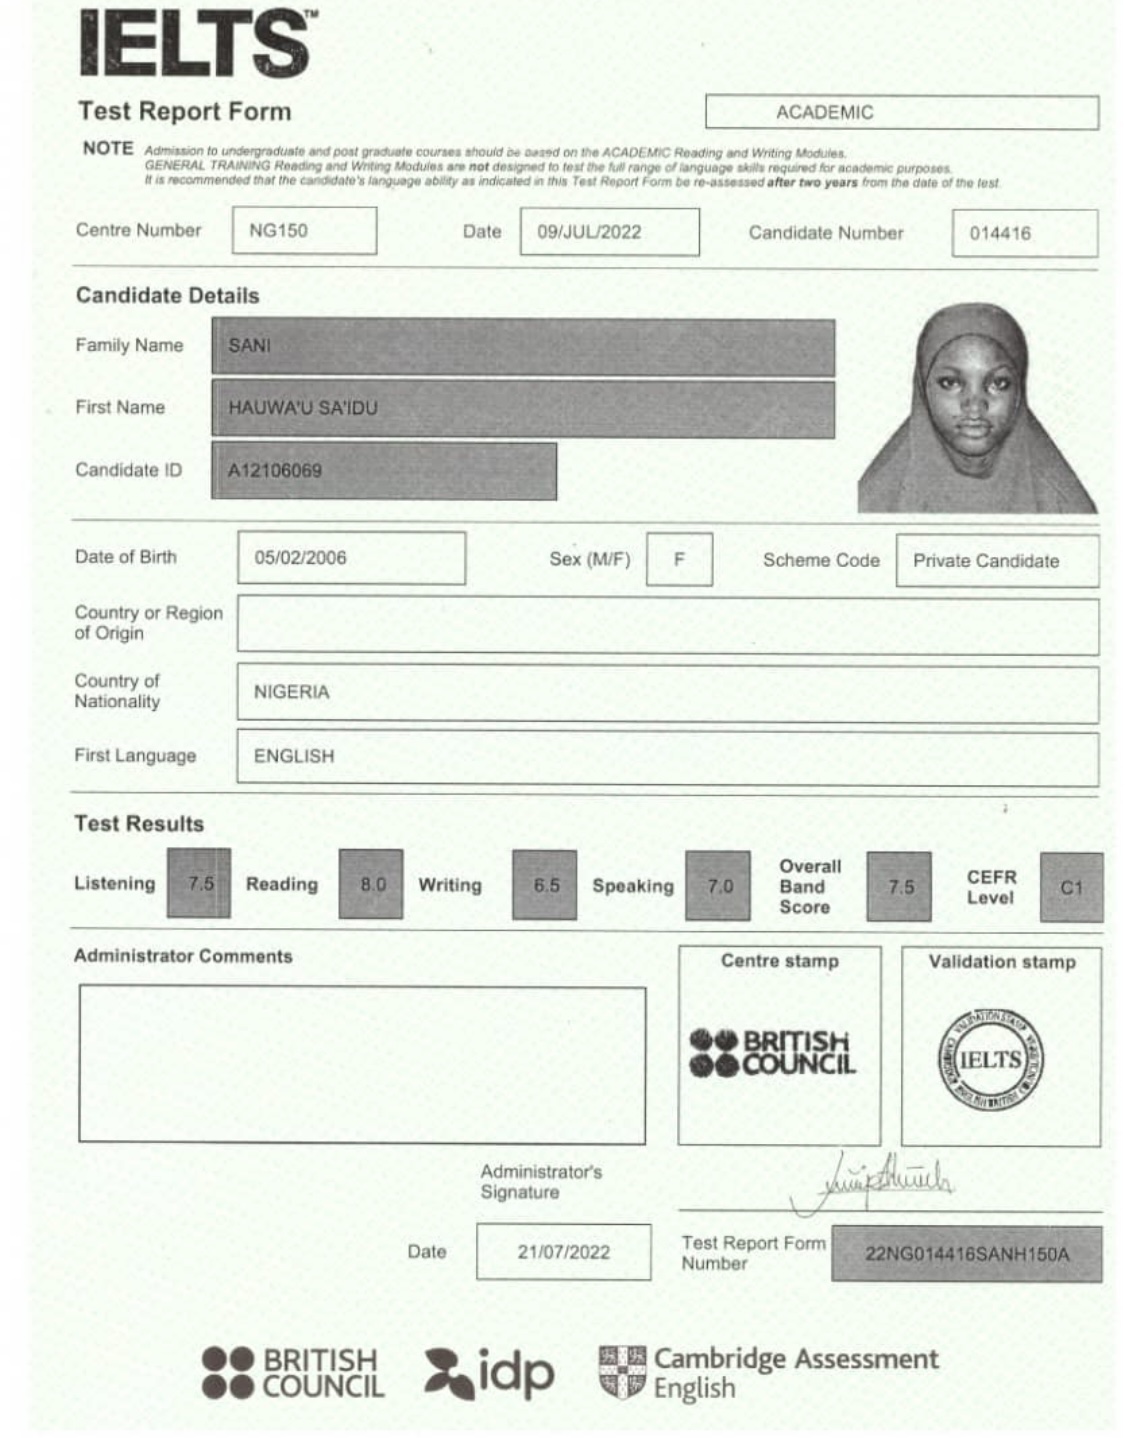 IELTS™
Test Report Form
ACADEMIC
NOTE Admission to undergraduate and post graduate courses should be based on the ACADEMIC Reading and Writing Modules.
GENERAL TRAINING Reading and Writing Modules are not designed to test the full range of language skills required for academic purposes.
It is recommended that the candidate's language ability as indicated in this Test Report Form be re-assessed after two years from the date of the test.
Centre Number NG150 Date 09/JUL/2022 Candidate Number 014416
Candidate Details
Family Name SANI
First Name HAUWA'U SA'IDU
Candidate ID A12106069
Date of Birth 05/02/2006 Sex (M/F) F Scheme Code Private Candidate
Country or Region
of Origin
Country of
Nationality NIGERIA
First Language ENGLISH
Test Results
Listening 7.5 Reading 8.0 Writing 6.5 Speaking 7.0 Overall Band Score 7.5 CEFR Level C1
Administrator Comments
Centre stamp
Validation stamp
BRITISH
COUNCIL
IELTS
Administrator's
Signature
Date 21/07/2022
Test Report Form
Number 22NG014416SANH150A
BRITISH
COUNCIL
idp
Cambridge Assessment
English